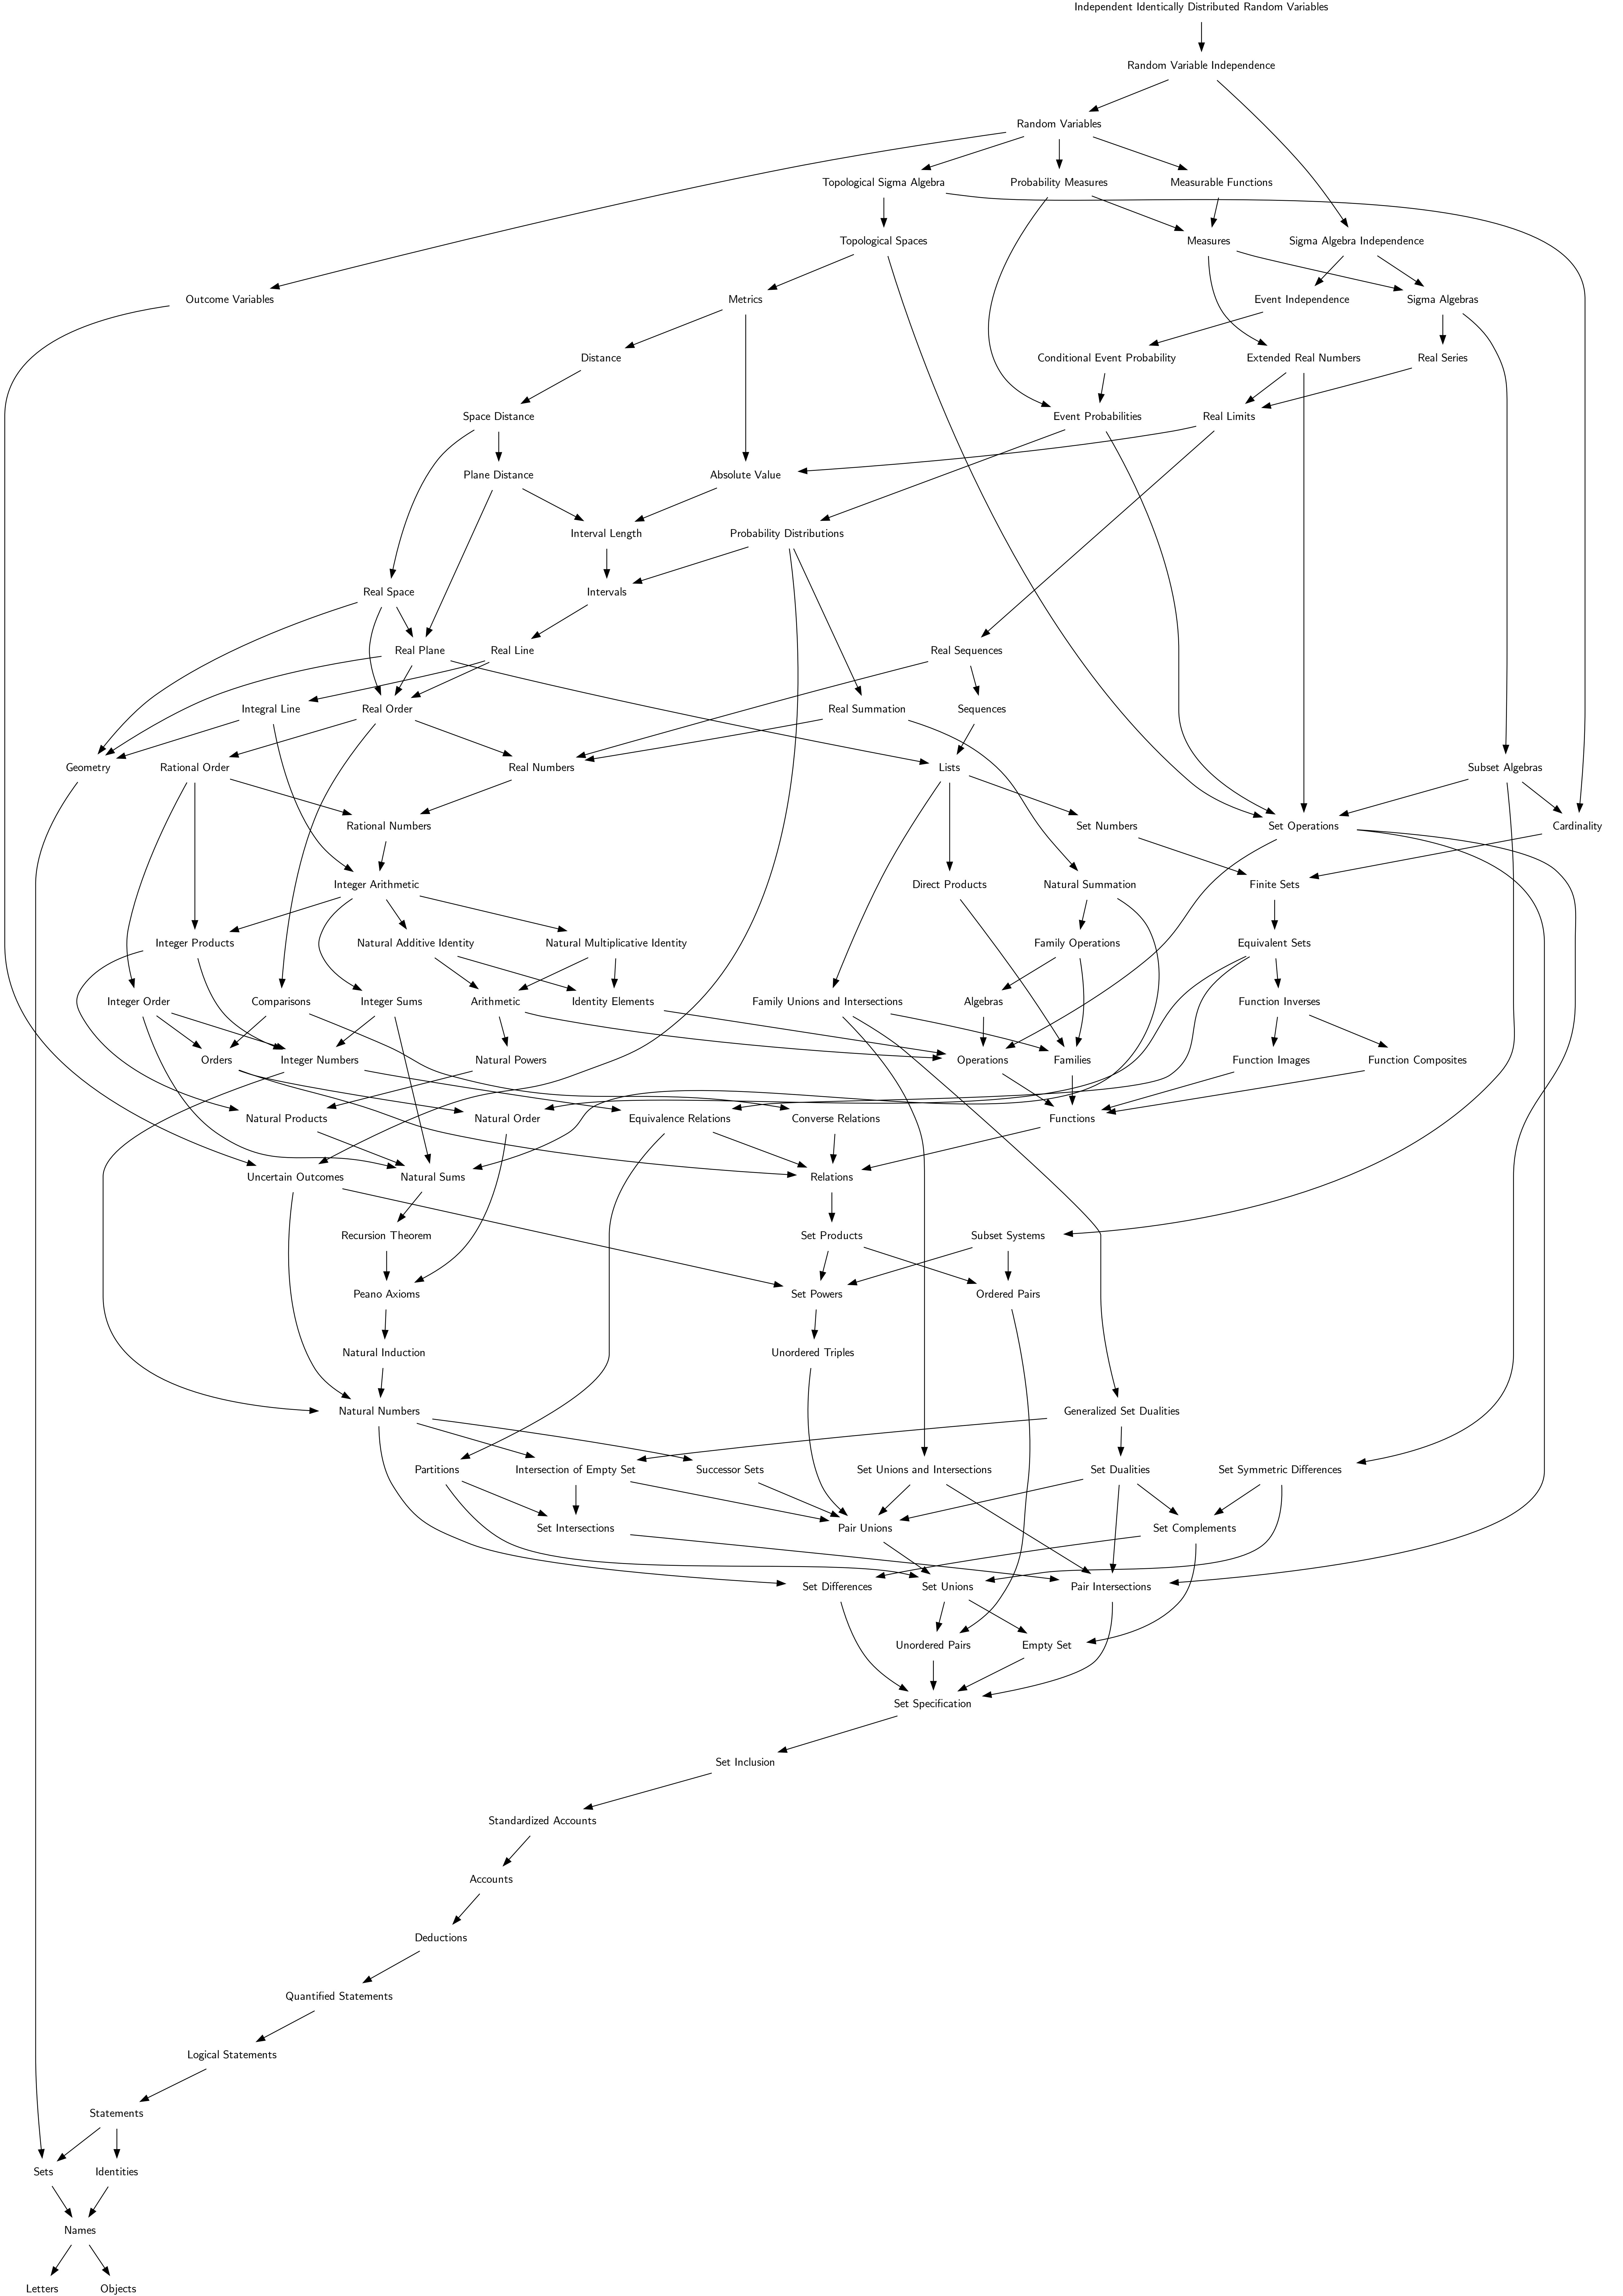 Independent Identically Distributed Random Variables
Random Variable Independence
Random Variables
Topological Sigma Algebra
Probability Measures
Measurable Functions
Topological Spaces
Measures
Sigma Algebra Independence
Outcome Variables
Metrics
Event Independence
Sigma Algebras
Distance
Conditional Event Probability
Extended Real Numbers
Real Series
Space Distance
Event Probabilities
Real Limits
Plane Distance
Absolute Value
Interval Length
Probability Distributions
Real Space
Intervals
Real Plane
Real Line
Real Sequences
Integral Line
Real Order
Real Summation
Sequences
Geometry
Rational Order
Real Numbers
Lists
Subset Algebras
Rational Numbers
Set Numbers
Set Operations
Cardinality
Integer Arithmetic
Direct Products
Natural Summation
Finite Sets
Integer Products
Natural Additive Identity
Natural Multiplicative Identity
Family Operations
Equivalent Sets
Integer Order
Comparisons
Integer Sums
Arithmetic
Identity Elements
Family Unions and Intersections
Algebras
Function Inverses
Orders
Integer Numbers
Natural Powers
Operations
Families
Function Images
Function Composites
Natural Products
Natural Order
Equivalence Relations
Converse Relations
Functions
Uncertain Outcomes
Natural Sums
Relations
Recursion Theorem
Set Products
Subset Systems
Peano Axioms
Set Powers
Ordered Pairs
Natural Induction
Unordered Triples
Natural Numbers
Generalized Set Dualities
Partitions
Intersection of Empty Set
Successor Sets
Set Unions and Intersections
Set Dualities
Set Symmetric Differences
Set Intersections
Pair Unions
Set Complements
Set Differences
Set Unions
Pair Intersections
Unordered Pairs
Empty Set
Set Specification
Set Inclusion
Standardized Accounts
Accounts
Deductions
Quantified Statements
Logical Statements
Statements
Sets
Identities
Names
Letters
Objects